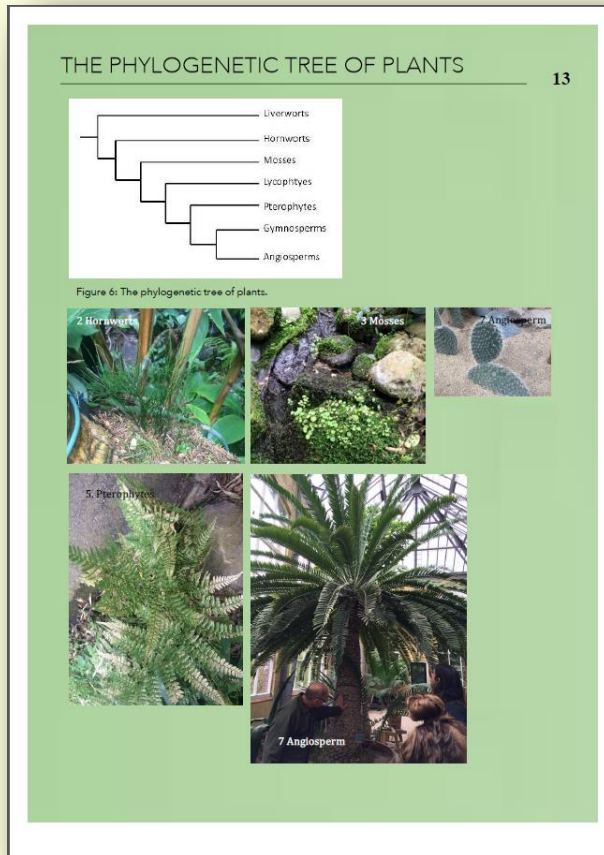 THE PHYLOGENETIC TREE OF PLANTS
13
Liverworts
Hornworts
Mosses
Lycophtyes
Pterophytes
Gymnosperms
Angiosperms
Figure 6: The phylogenetic tree of plants.
2 Hornworts
3 Mosses
7 Angiosperm
5. Pterophytes
7 Angiosperm